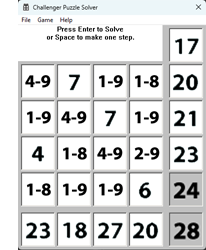 Challenger Puzzle Solver
File Game Help
Press Enter to Solve
or Space to make one step.
17
4-9 7 1-9 1-8 20
1-9 4-9 7 1-9 21
4 1-8 4-9 2-9 23
1-8 1-9 1-9 6 24
23 18 27 20 28